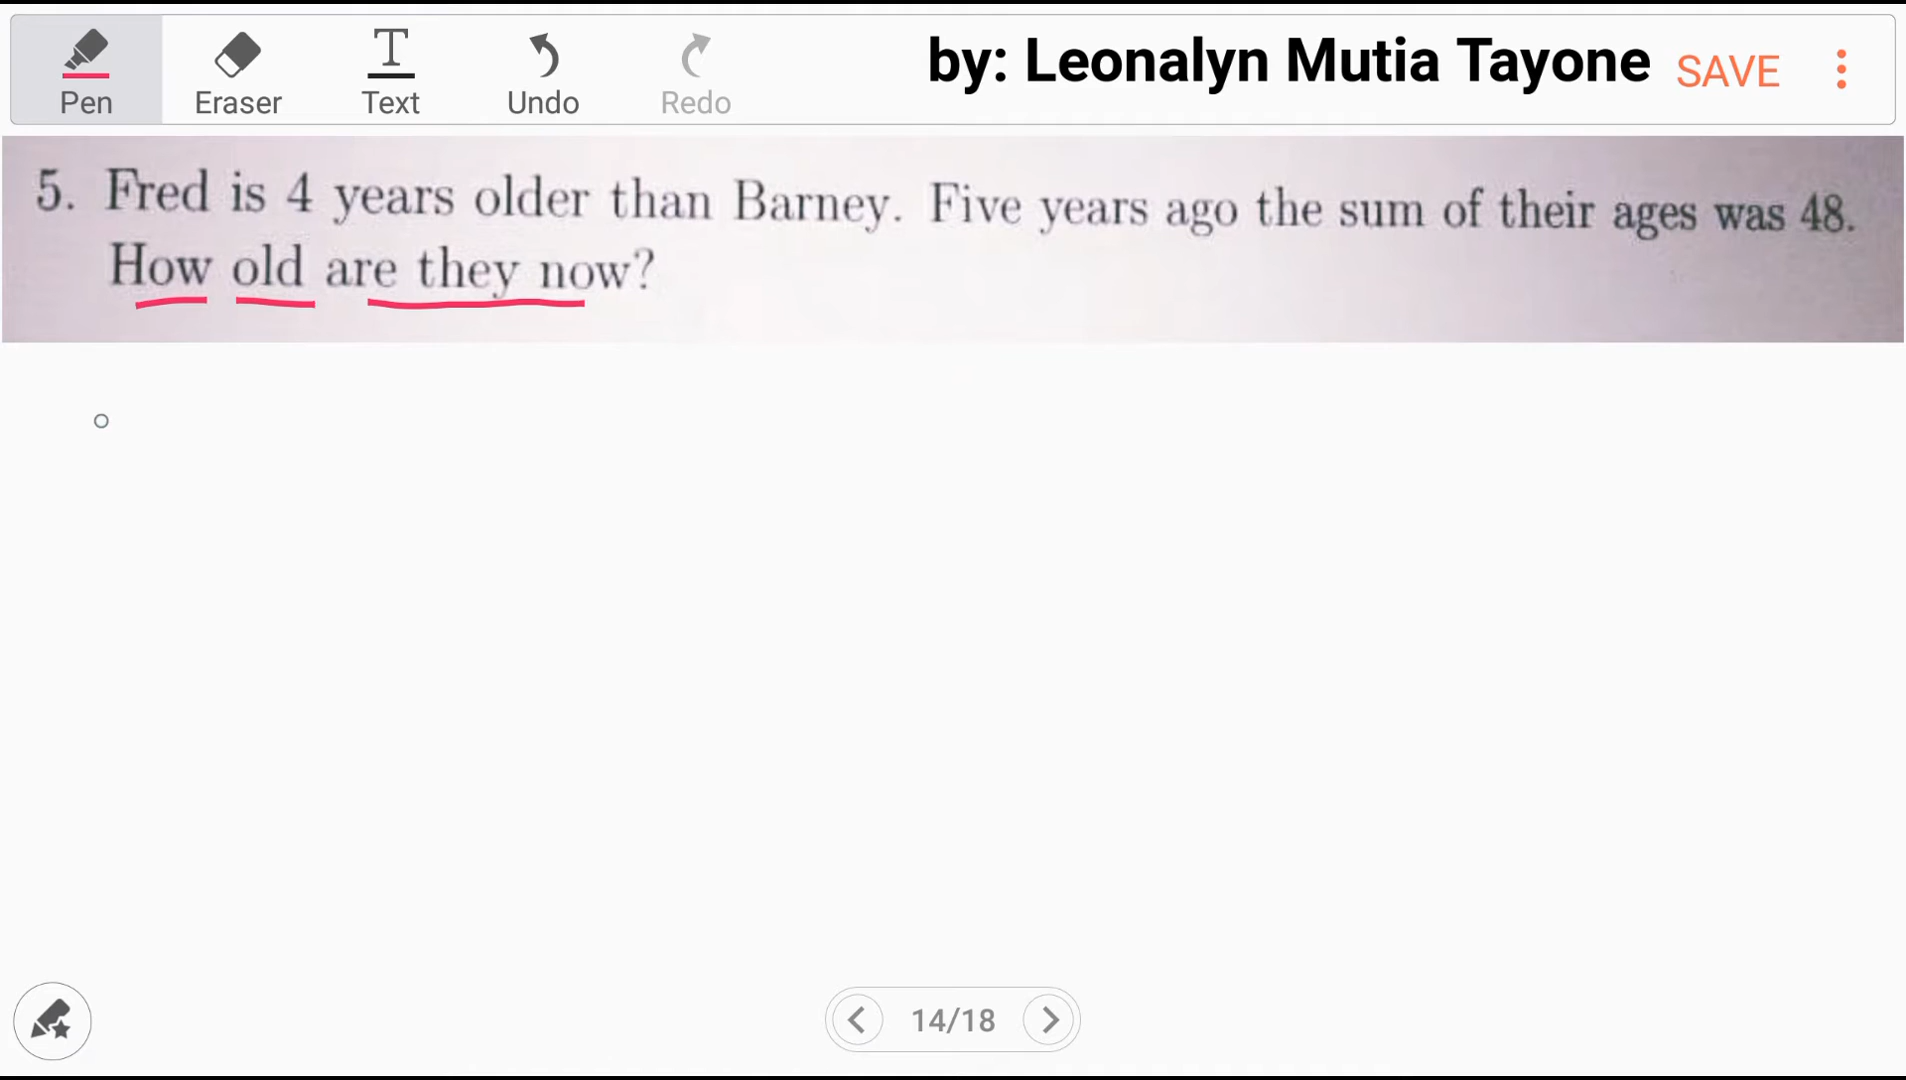 Pen Eraser Text Undo Redo by: Leonalyn Mutia Tayone SAVE
5. Fred is 4 years older than Barney. Five years ago the sum of their ages was 48.
How old are they now?
14/18